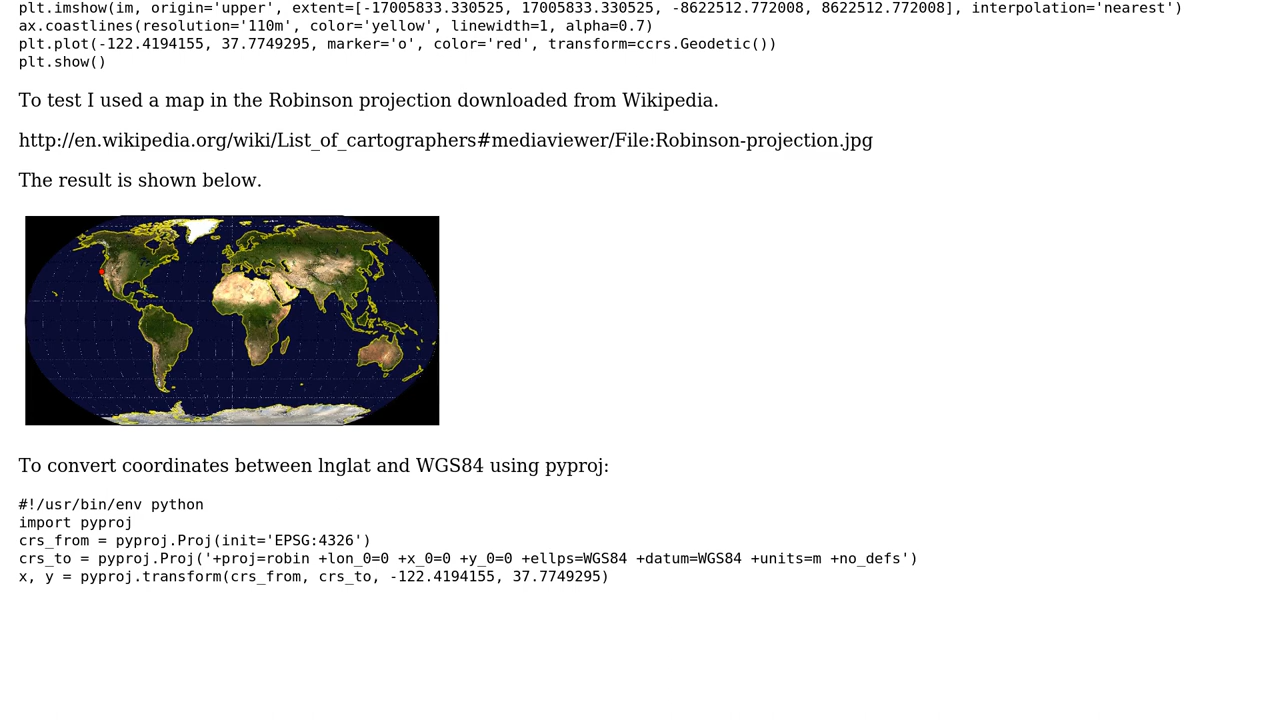 plt.imshow(im, origin='upper', extent=[-17005833.330525, 17005833.330525, -8622512.772008, 8622512.772008], interpolation='nearest')
ax.coastlines(resolution='110m', color='yellow', linewidth=1, alpha=0.7)
plt.plot(-122.4194155, 37.7749295, marker='o', color='red', transform=ccrs.Geodetic())
plt.show()
To test I used a map in the Robinson projection downloaded from Wikipedia.
http://en.wikipedia.org/wiki/List_of_cartographers#mediaviewer/File:Robinson-projection.jpg
The result is shown below.
To convert coordinates between lnglat and WGS84 using pyproj:
#!/usr/bin/env python
import pyproj
crs_from = pyproj.Proj(init='EPSG:4326')
crs_to = pyproj.Proj('+proj=robin +lon_0=0 +x_0=0 +y_0=0 +ellps=WGS84 +datum=WGS84 +units=m +no_defs')
x, y = pyproj.transform(crs_from, crs_to, -122.4194155, 37.7749295)